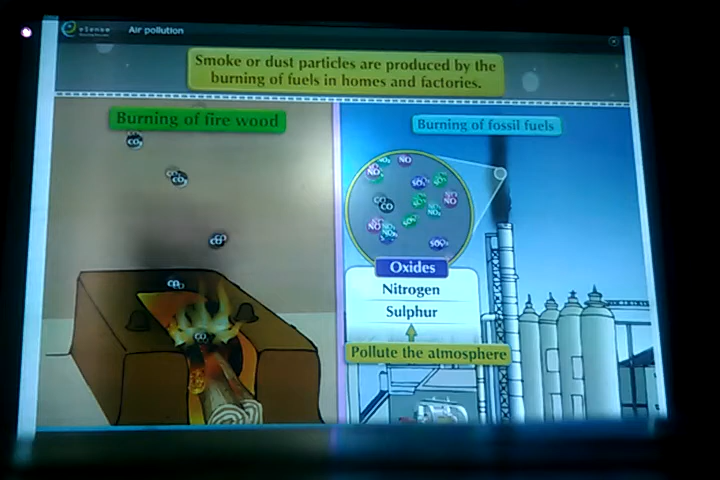 Air pollution
Smoke or dust particles are produced by the
burning of fuels in homes and factories.
Burning of fire wood
Burning of fossil fuels
NO
Oxides
Nitrogen
Sulphur
Pollute the atmosphere